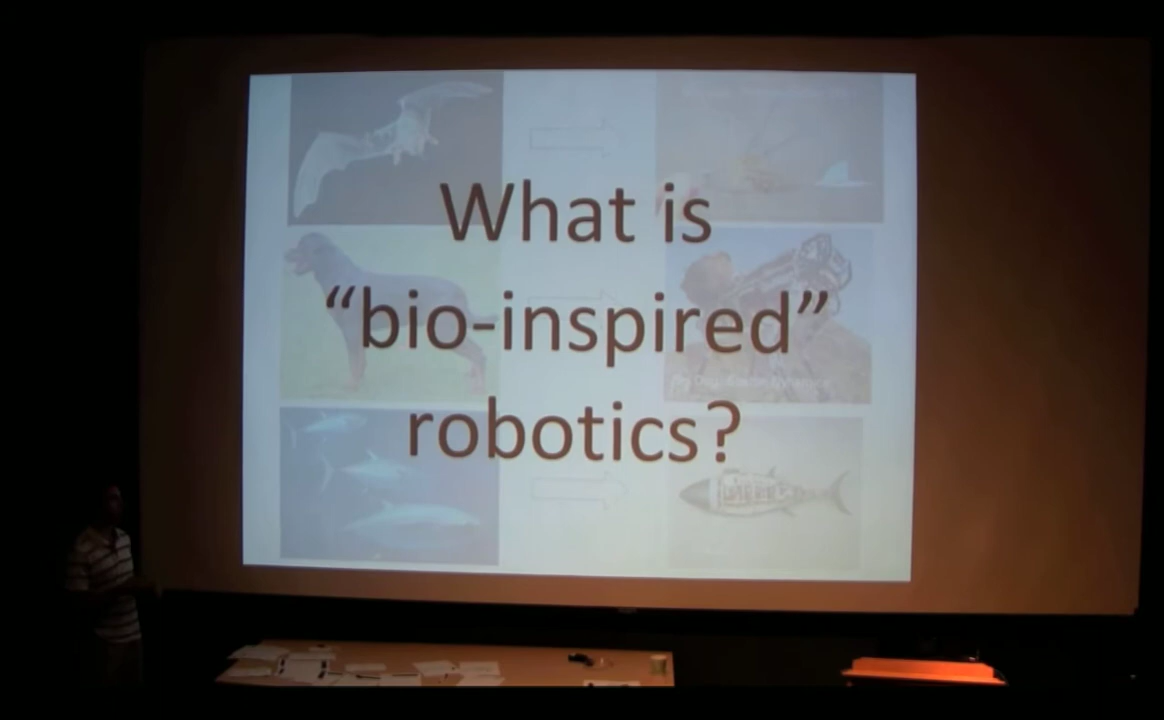 What is
“bio-inspired”
robotics?